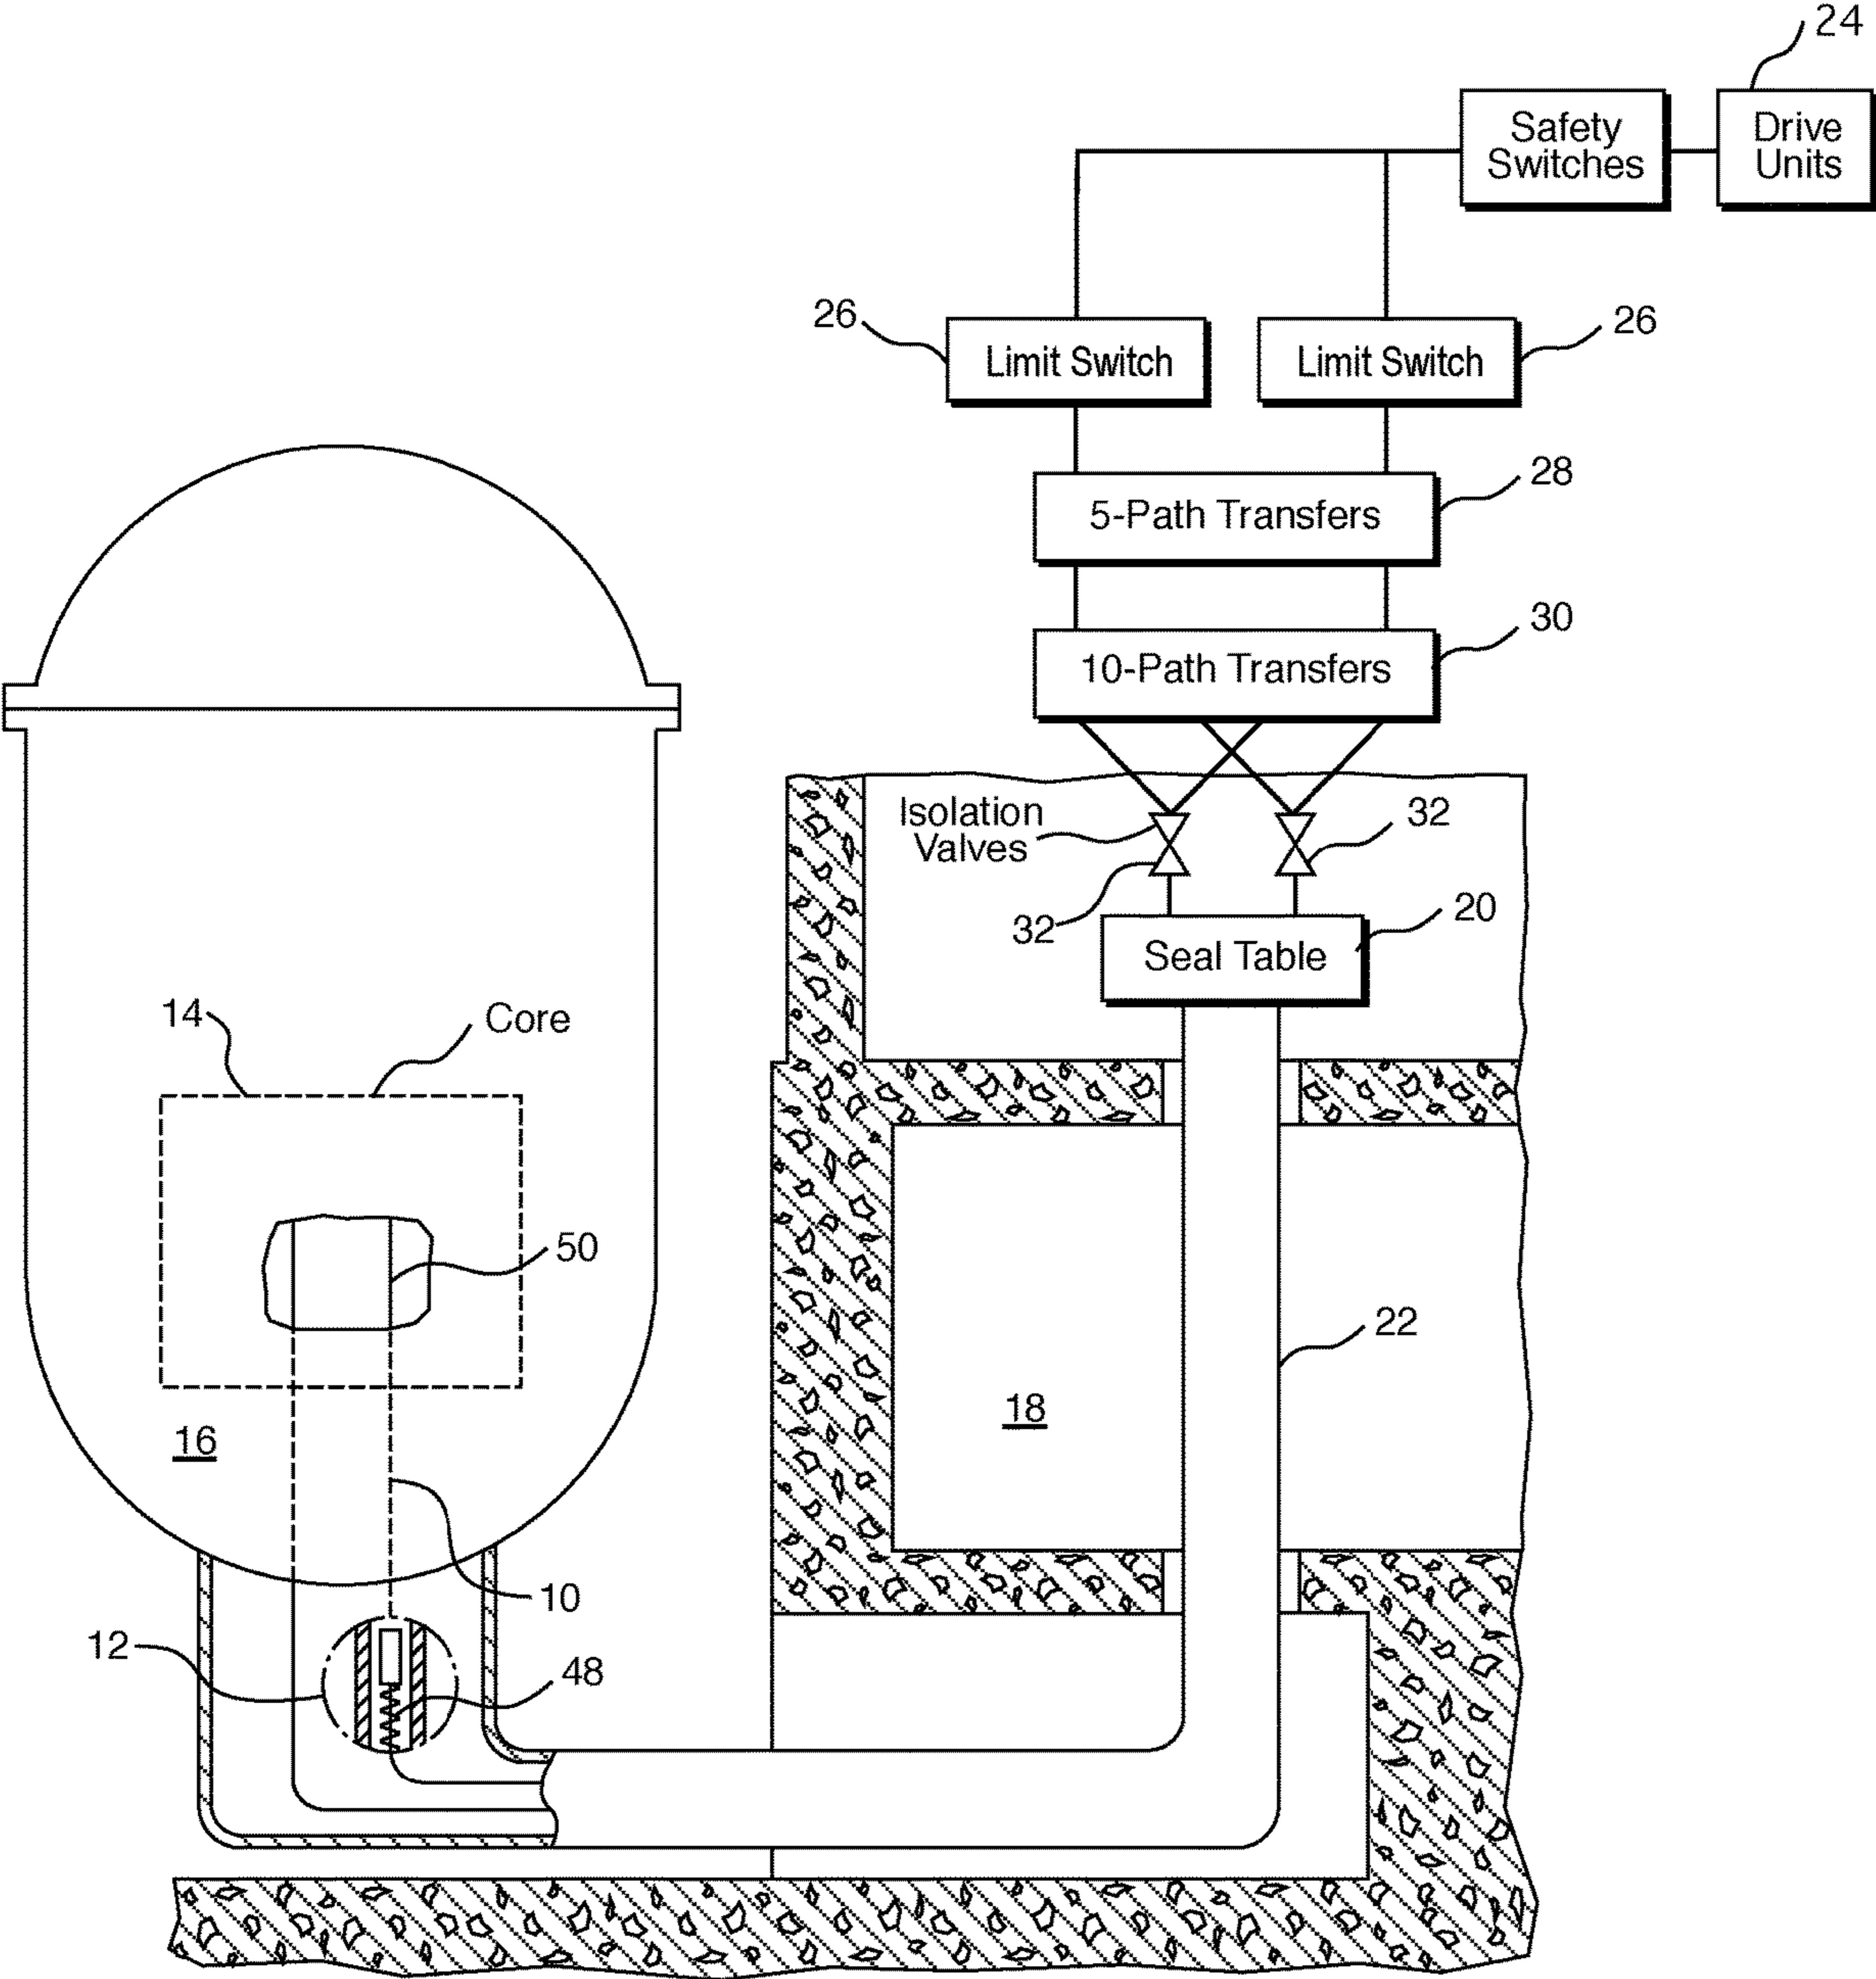 24
Safety
Switches
Drive
Units
26
Limit Switch
Limit Switch
26
28
5-Path Transfers
30
10-Path Transfers
Isolation
Valves
32
32
20
Seal Table
14
Core
50
22
18
16
10
12
48